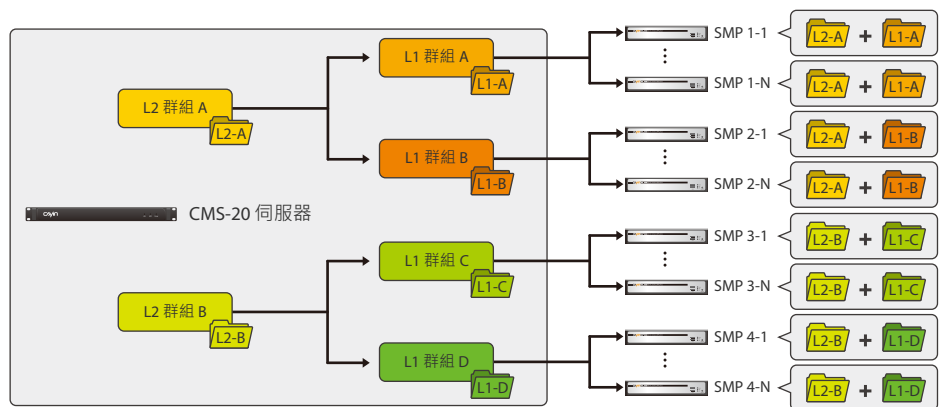 SMP 1-1
L2-A + L1-A
L1 群組 A
L1-A
SMP 1-N
L2-A + L1-A
L2 群組 A
L2-A
SMP 2-1
L2-A + L1-B
L1 群組 B
L1-B
SMP 2-N
L2-A + L1-B
CAYIN
CMS-20 伺服器
SMP 3-1
L2-B + L1-C
L1 群組 C
L1-C
SMP 3-N
L2-B + L1-C
L2 群組 B
L2-B
SMP 4-1
L2-B + L1-D
L1 群組 D
L1-D
SMP 4-N
L2-B + L1-D